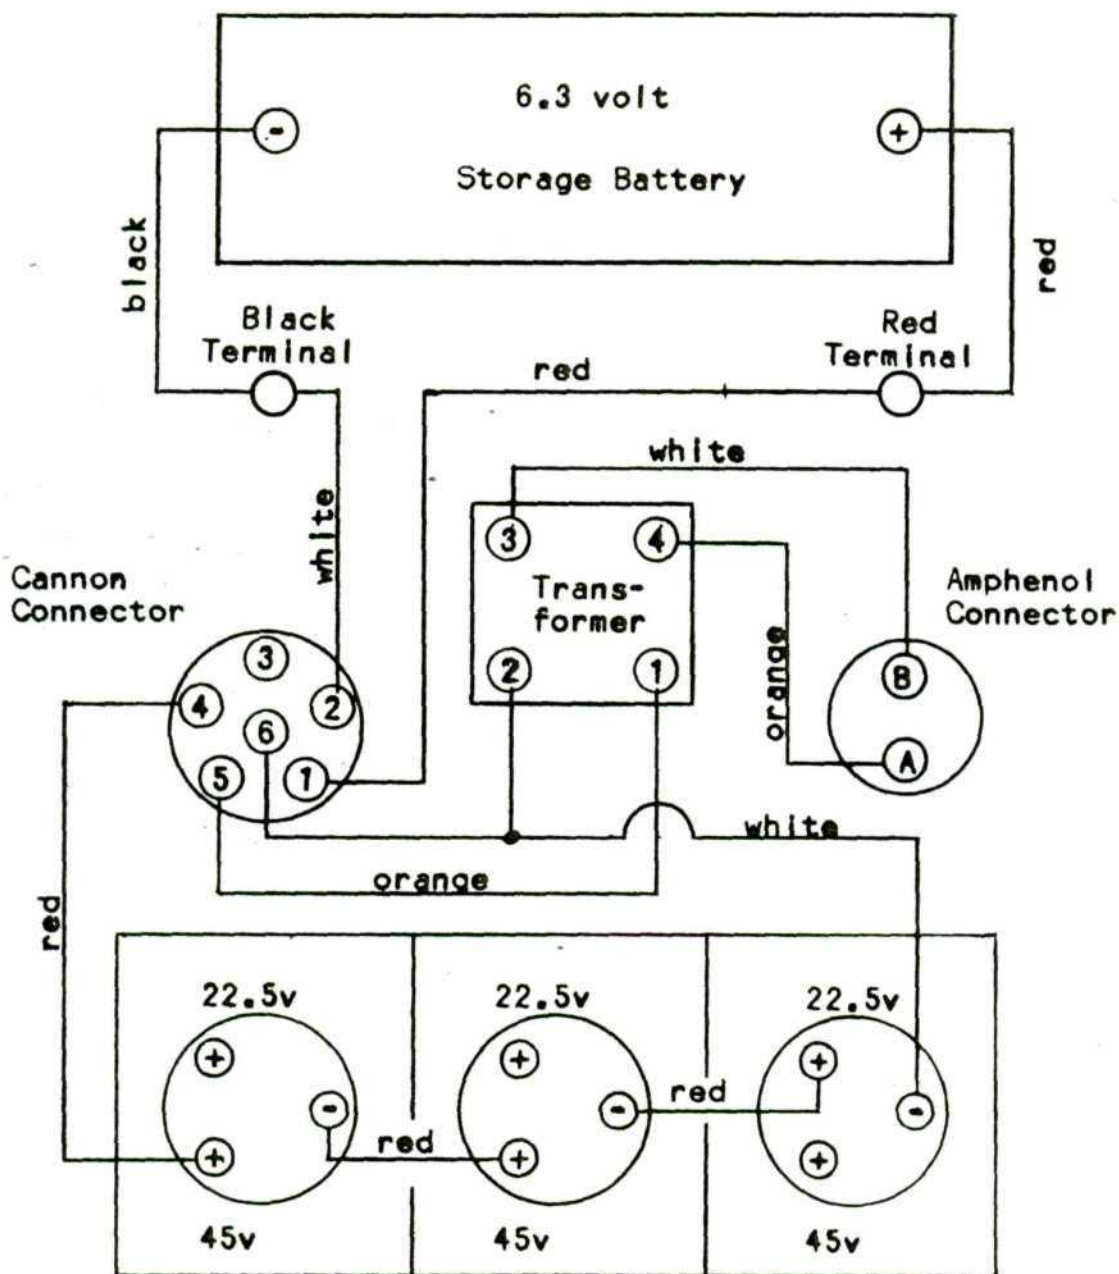 6.3 volt
-
+
Storage Battery
black
red
Black
Terminal
Red
Terminal
red
white
white
3
4
Cannon
Connector
Trans-
former
Amphenol
Connector
orange
3
2
1
B
4
2
6
A
5
1
white
orange
red
22.5v
22.5v
22.5v
+
+
+
-
-
red
-
+
red
+
+
45v
45v
45v